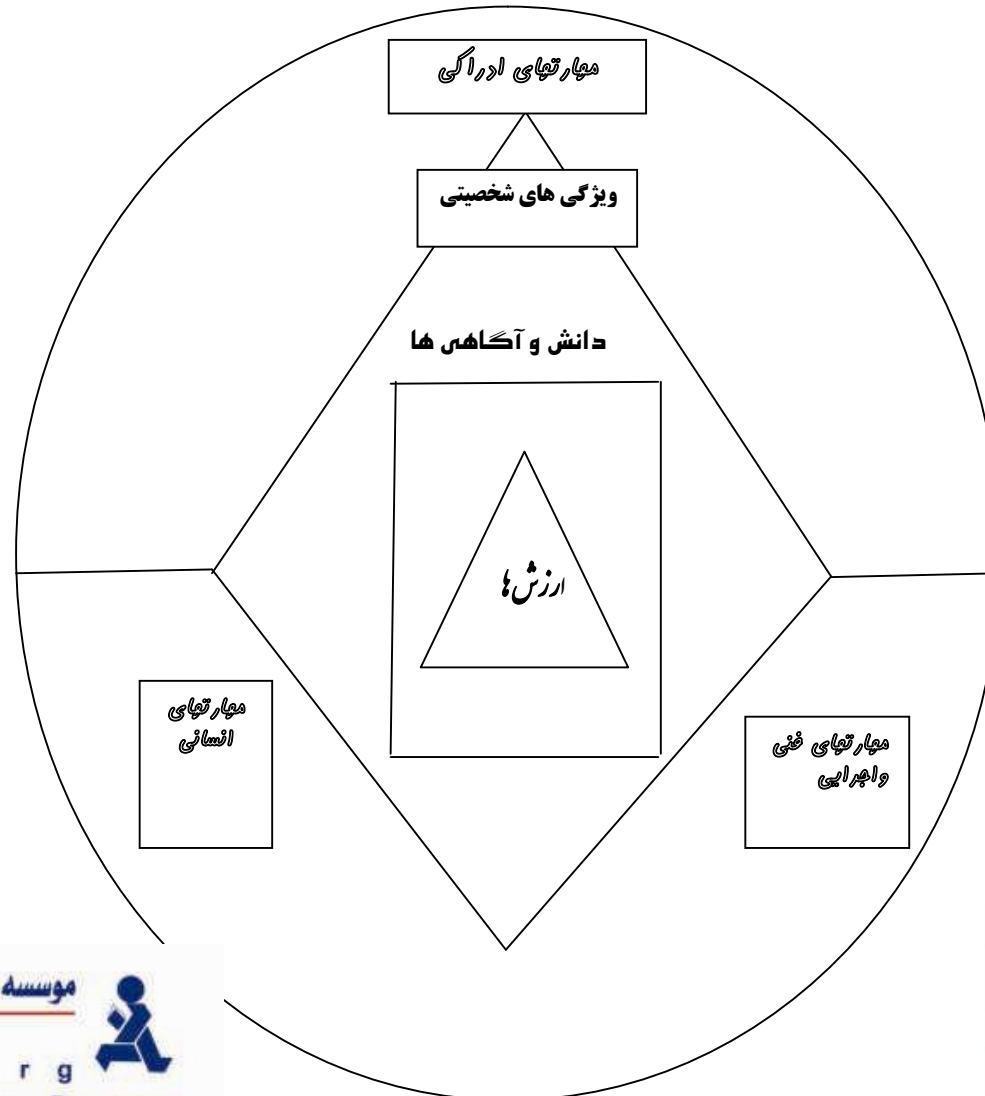 مهارتهای ادراکی
ویژگی های شخصیتی
دانش و آگاهی ها
ارزش‌ها
مهارتهای انسانی
مهارتهای فنی
واجرایی
موسسه
r g